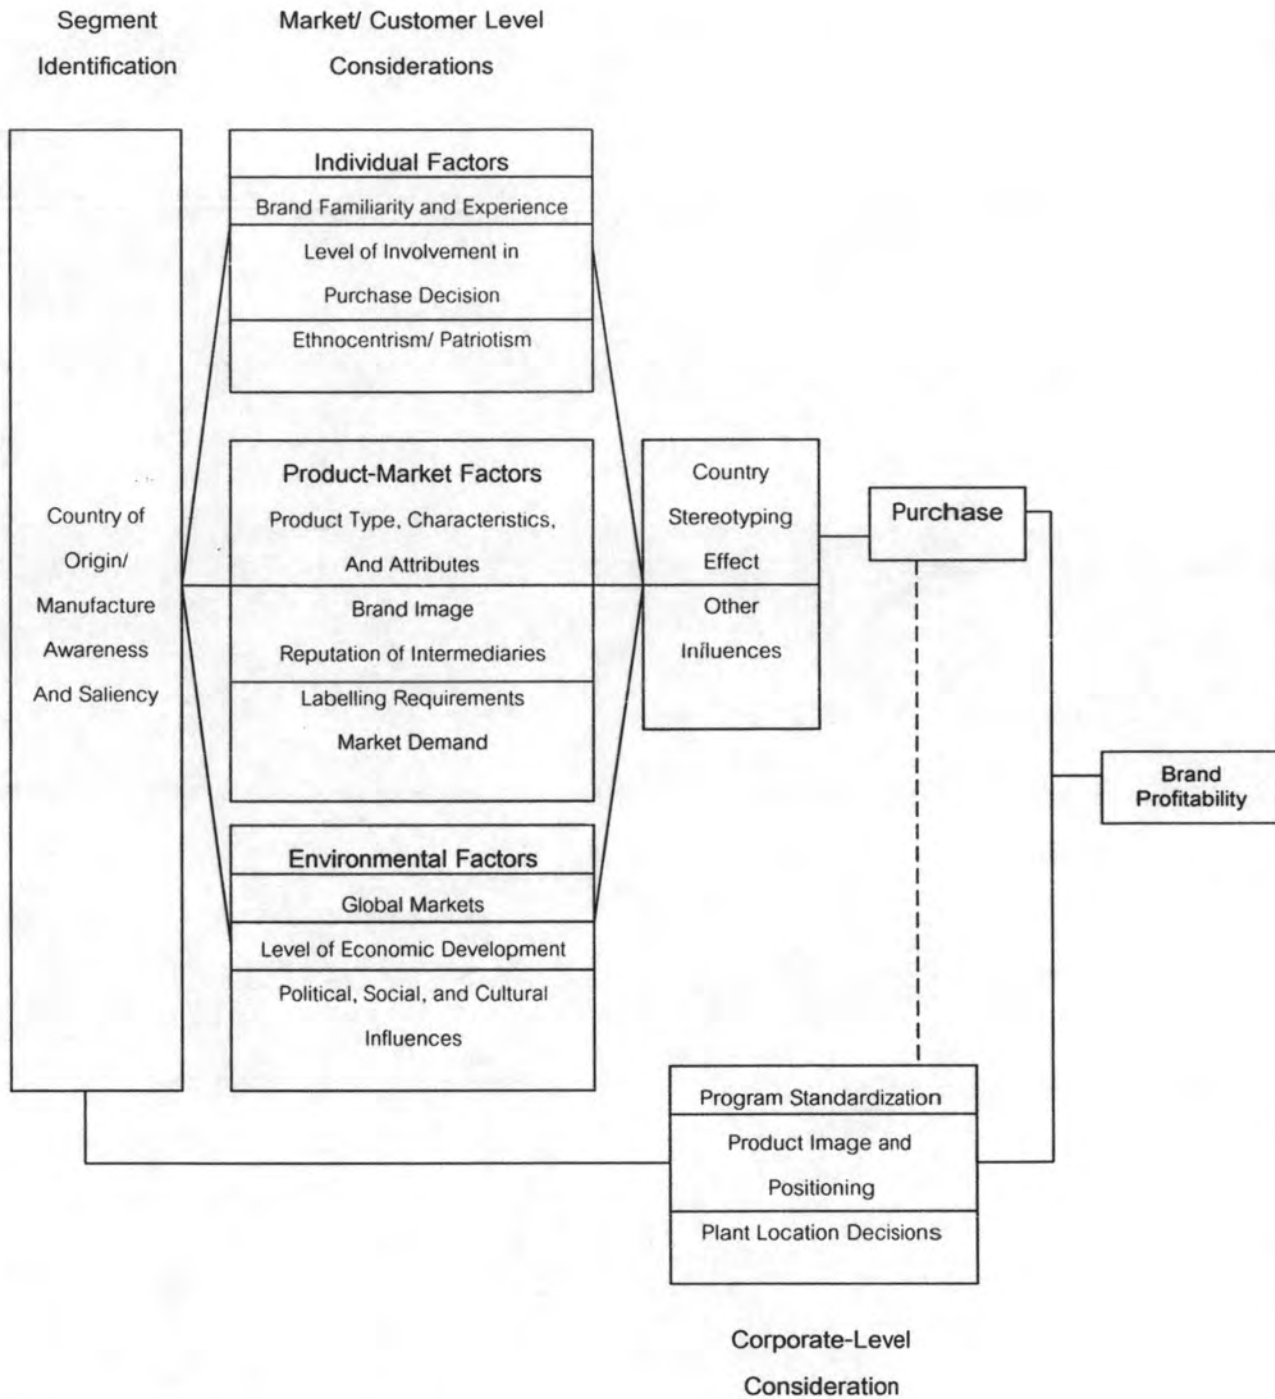 Segment
Identification
Market/ Customer Level
Considerations
Country of
Origin/
Manufacture
Awareness
And Saliency
Individual Factors
Brand Familiarity and Experience
Level of Involvement in
Purchase Decision
Ethnocentrism/ Patriotism
Product-Market Factors
Product Type, Characteristics,
And Attributes
Brand Image
Reputation of Intermediaries
Labelling Requirements
Market Demand
Environmental Factors
Global Markets
Level of Economic Development
Political, Social, and Cultural
Influences
Country
Stereotyping
Effect
Other
Influences
Purchase
Brand
Profitability
Program Standardization
Product Image and
Positioning
Plant Location Decisions
Corporate-Level
Consideration